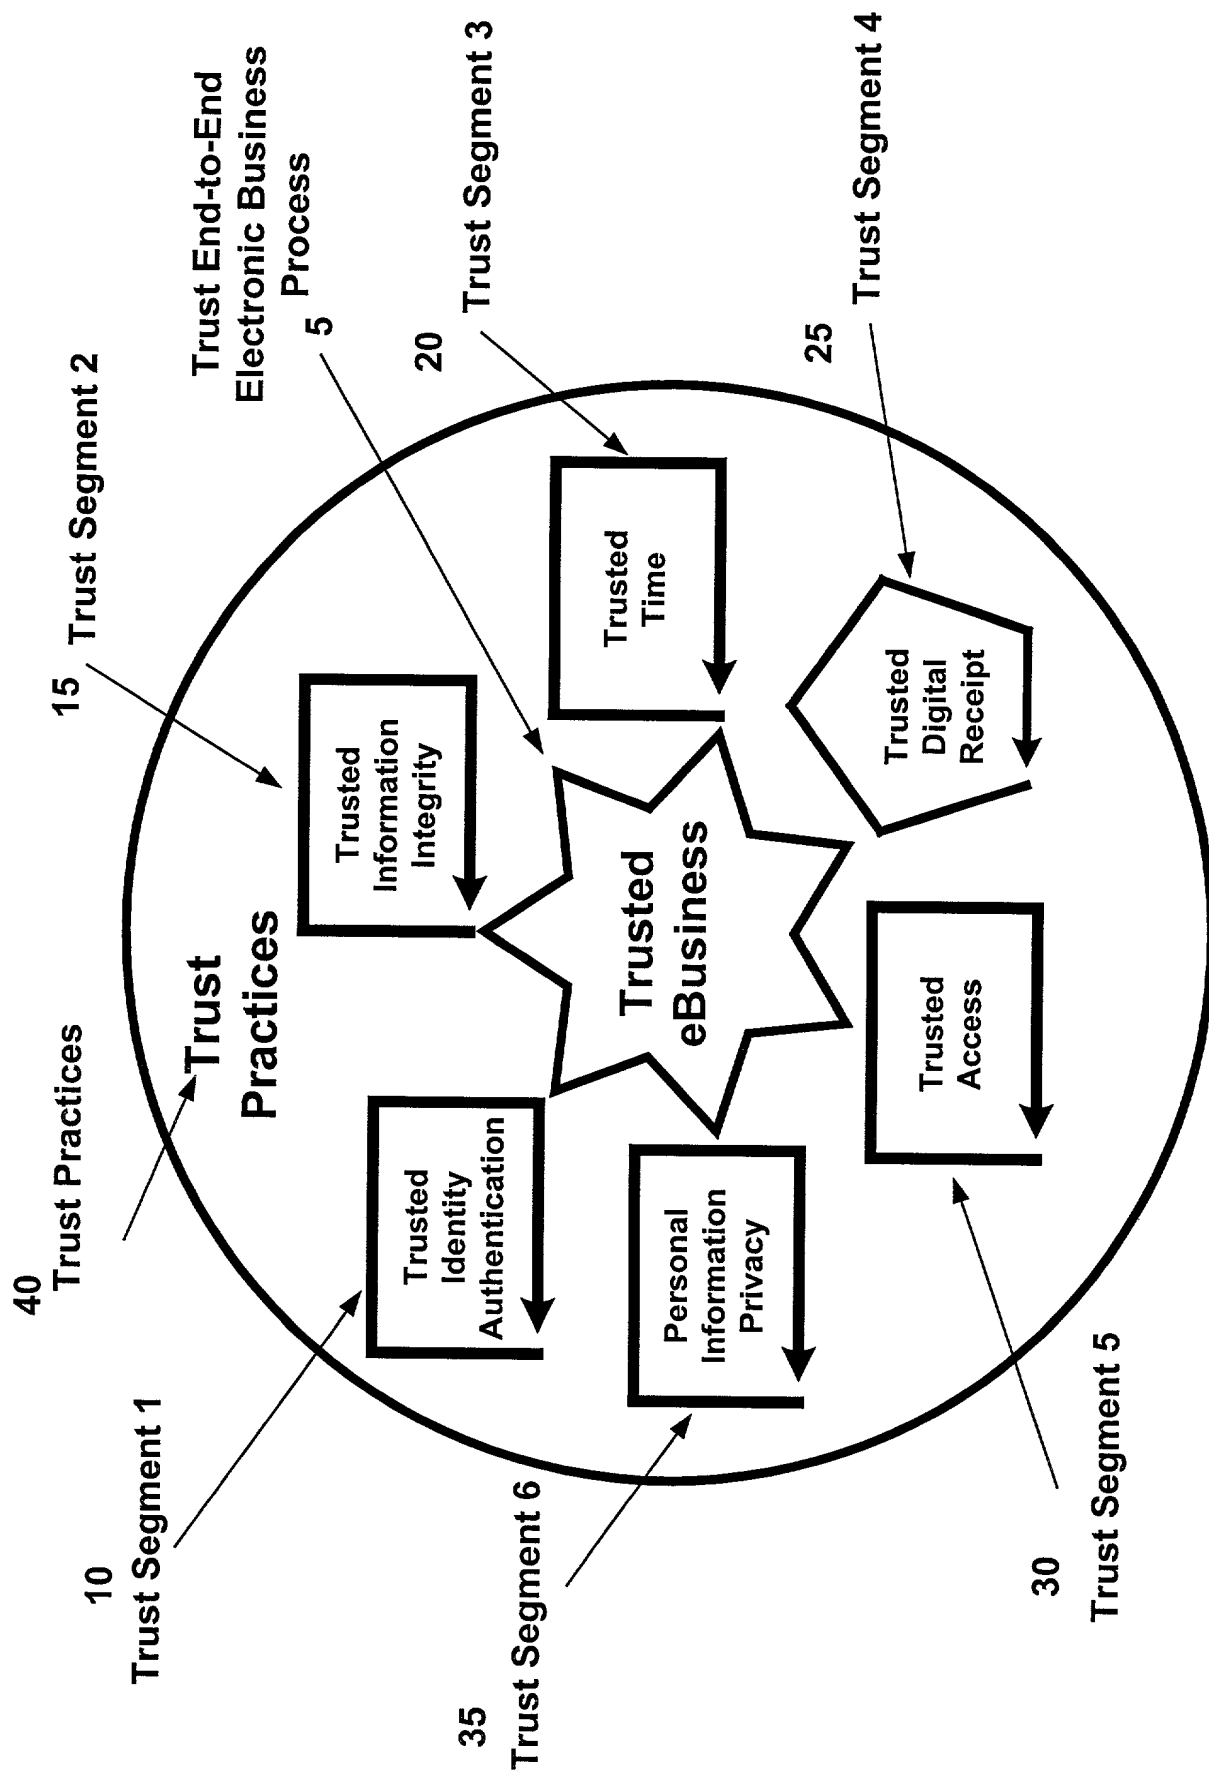 40
Trust Practices
15
Trust Segment 2
10
Trust Segment 1
Trust
Practices
Trust End-to-End
Electronic Business
Process
5
Trusted
Information
Integrity
Trusted
Identity
Authentication
20
Trust Segment 3
35
Trust Segment 6
Trusted
Time
Trusted
eBusiness
Personal
Information
Privacy
25
Trust Segment 4
Trusted
Digital
Receipt
Trusted
Access
30
Trust Segment 5